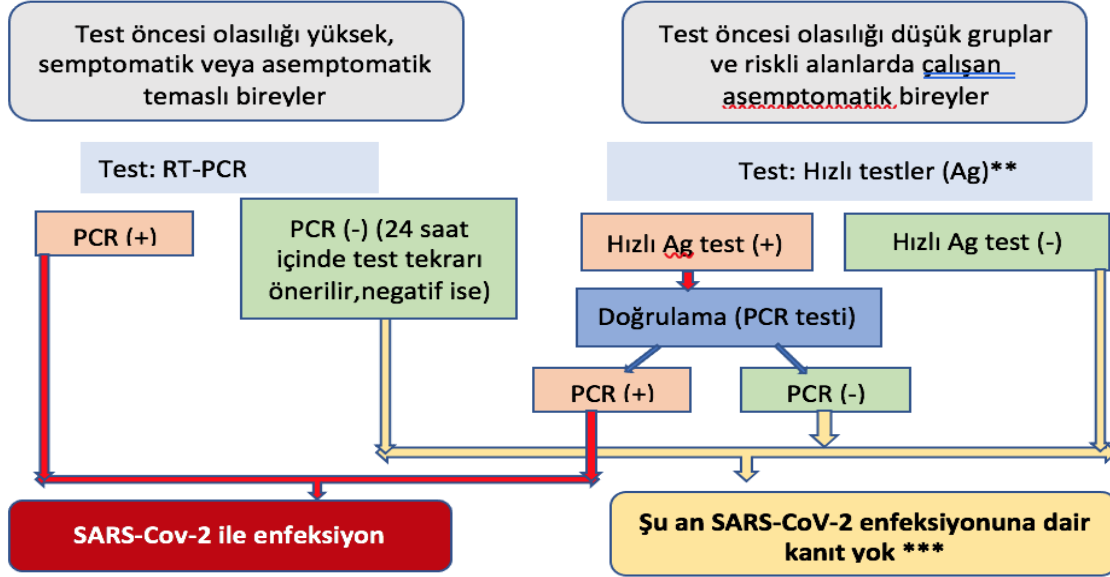 Test öncesi olasılığı yüksek,
semptomatik veya asemptomatik
temaslı bireyler
Test öncesi olasılığı düşük gruplar
ve riskli alanlarda çalışan
asemptomatik bireyler
Test: RT-PCR
Test: Hızlı testler (Ag)**
PCR (+)
PCR (-) (24 saat
içinde test tekrarı
önerilir,negatif ise)
Hızlı Ag test (+)
Hızlı Ag test (-)
Doğrulama (PCR testi)
PCR (+)
PCR (-)
SARS-Cov-2 ile enfeksiyon
Şu an SARS-CoV-2 enfeksiyonuna dair
kanıt yok ***